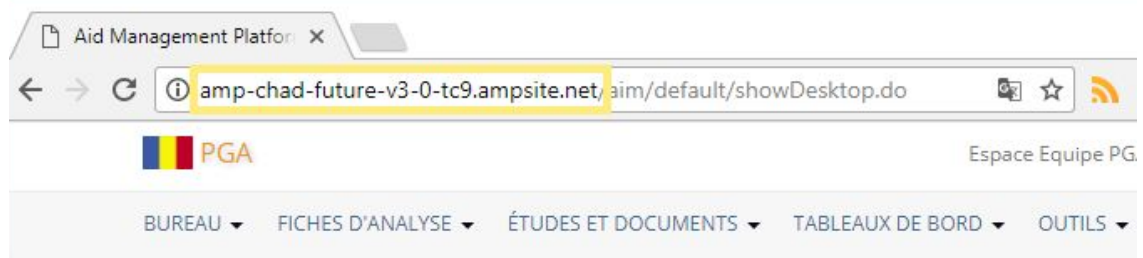 Aid Management Platfor
amp-chad-future-v3-0-tc9.ampsite.net/aim/default/showDesktop.do
PGA Espace Equipe PGA
BUREAU FICHES D'ANALYSE ÉTUDES ET DOCUMENTS TABLEAUX DE BORD OUTILS